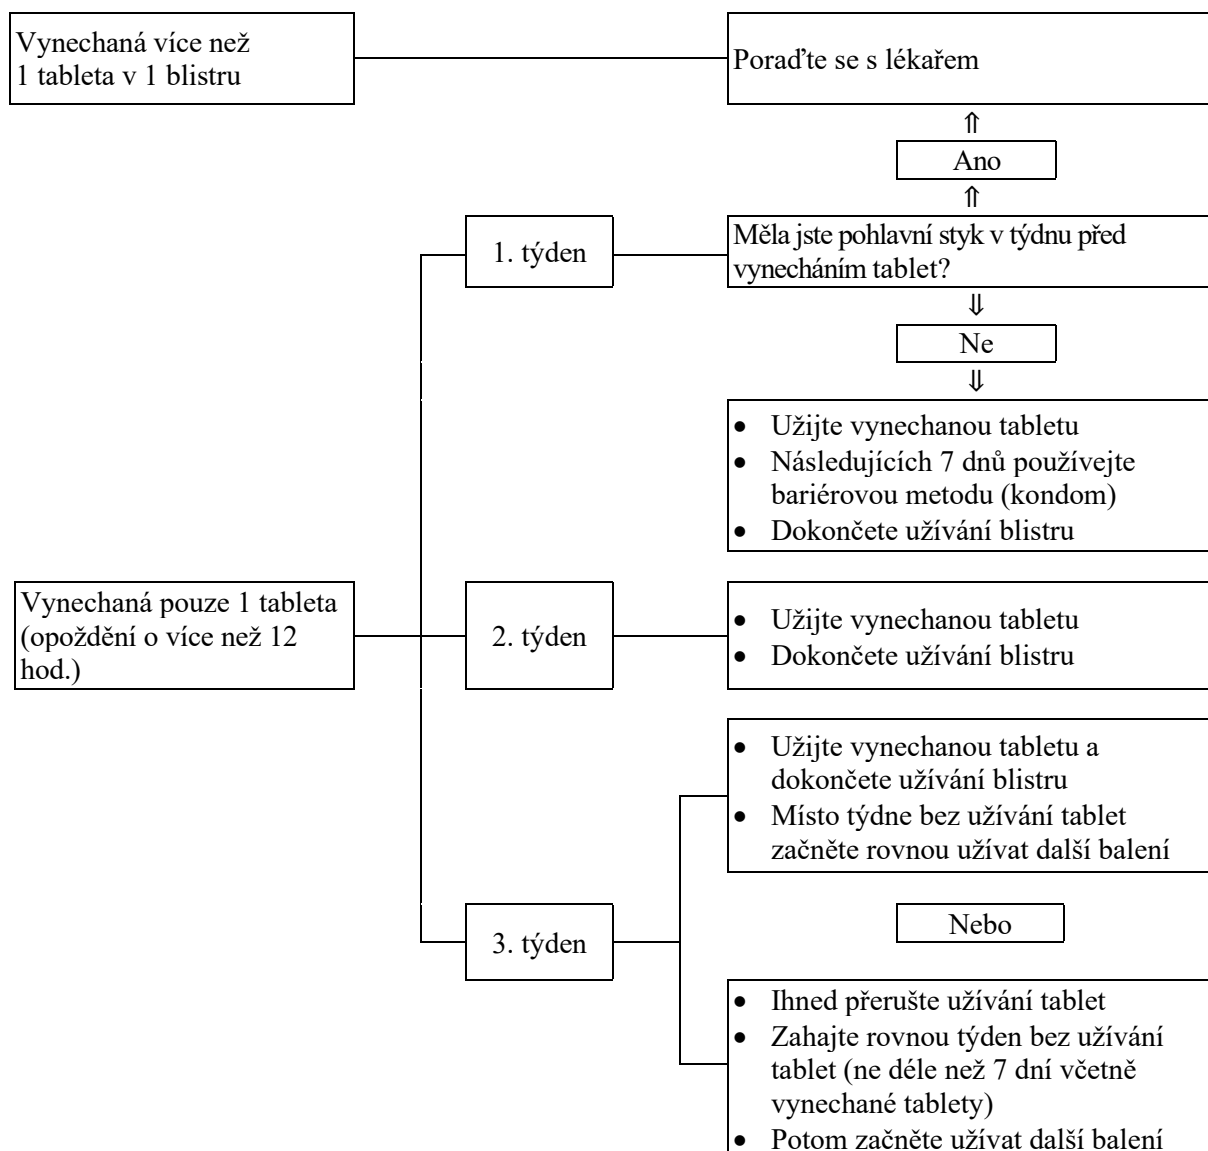 Vynechaná více než
1 tableta v 1 blistru
Poraďte se s lékařem
⇑
Ano
⇑
1. týden
Měla jste pohlavní styk v týdnu před
vynecháním tablet?
⇓
Ne
⇓
• Užijte vynechanou tabletu
• Následujících 7 dnů používejte
bariérovou metodu (kondom)
• Dokončete užívání blistru
Vynechaná pouze 1 tableta
(opoždění o více než 12
hod.)
2. týden
• Užijte vynechanou tabletu
• Dokončete užívání blistru
3. týden
• Užijte vynechanou tabletu a
dokončete užívání blistru
• Místo týdne bez užívání tablet
začněte rovnou užívat další balení
Nebo
• Ihned přerušte užívání tablet
• Zahajte rovnou týden bez užívání
tablet (ne déle než 7 dní včetně
vynechané tablety)
• Potom začněte užívat další balení